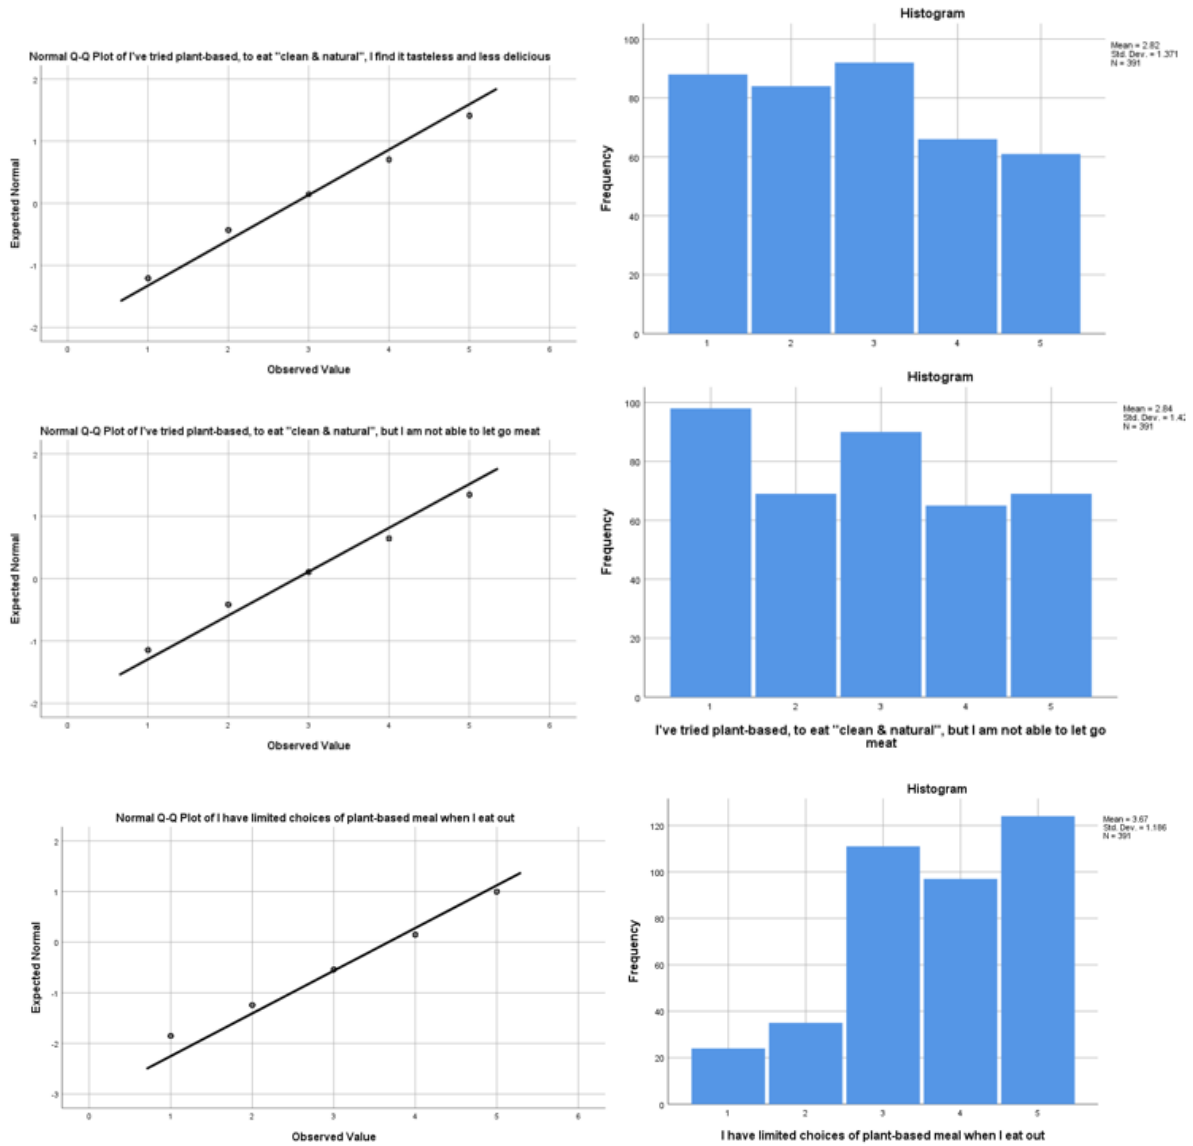 Histogram
Mean = 2.82
Std. Dev. = 1.371
N = 391
Normal Q-Q Plot of I've tried plant-based, to eat "clean & natural", I find it tasteless and less delicious
2
1
0
-1
-2
Expected Normal
0 1 2 3 4 5 6
Observed Value
100
80
60
40
20
0
Frequency
1 2 3 4 5
Histogram
Mean = 2.84
Std. Dev. = 1.42
N = 391
Normal Q-Q Plot of I've tried plant-based, to eat "clean & natural", but I am not able to let go meat
2
1
0
-1
-2
Expected Normal
0 1 2 3 4 5 6
Observed Value
100
80
60
40
20
0
Frequency
1 2 3 4 5
I've tried plant-based, to eat "clean & natural", but I am not able to let go
meat
Histogram
Mean = 3.67
Std. Dev. = 1.186
N = 391
Normal Q-Q Plot of I have limited choices of plant-based meal when I eat out
2
1
0
-1
-2
-3
Expected Normal
0 1 2 3 4 5 6
Observed Value
120
100
80
60
40
20
0
Frequency
1 2 3 4 5
I have limited choices of plant-based meal when I eat out